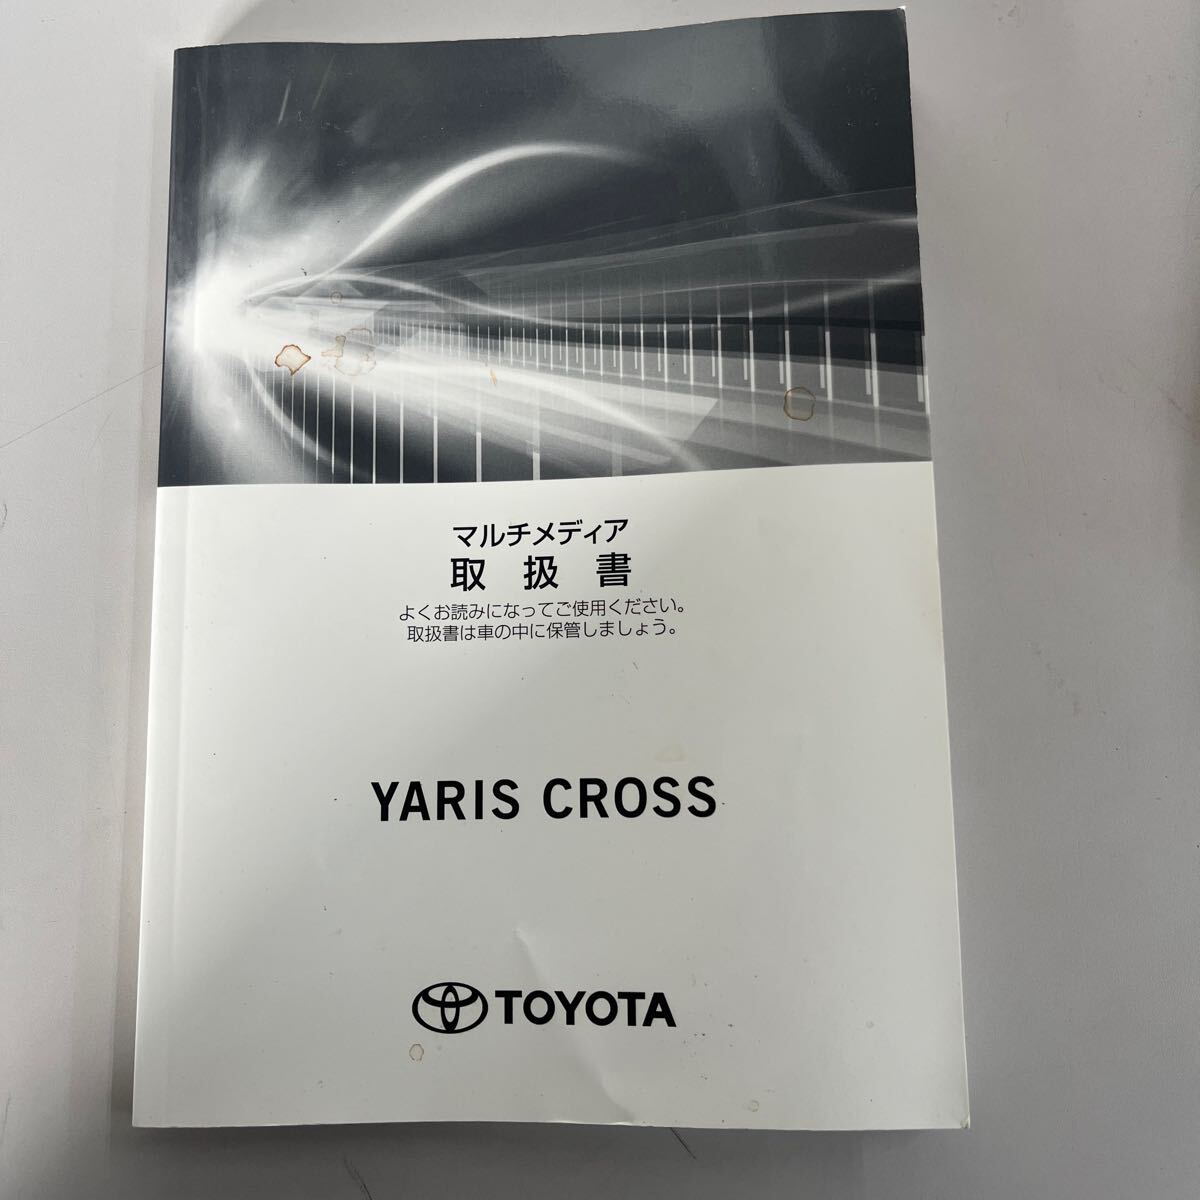 マルチメディア
取扱書
よくお読みになってご使用ください。
取扱書は車の中に保管しましょう。
YARIS CROSS
TOYOTA